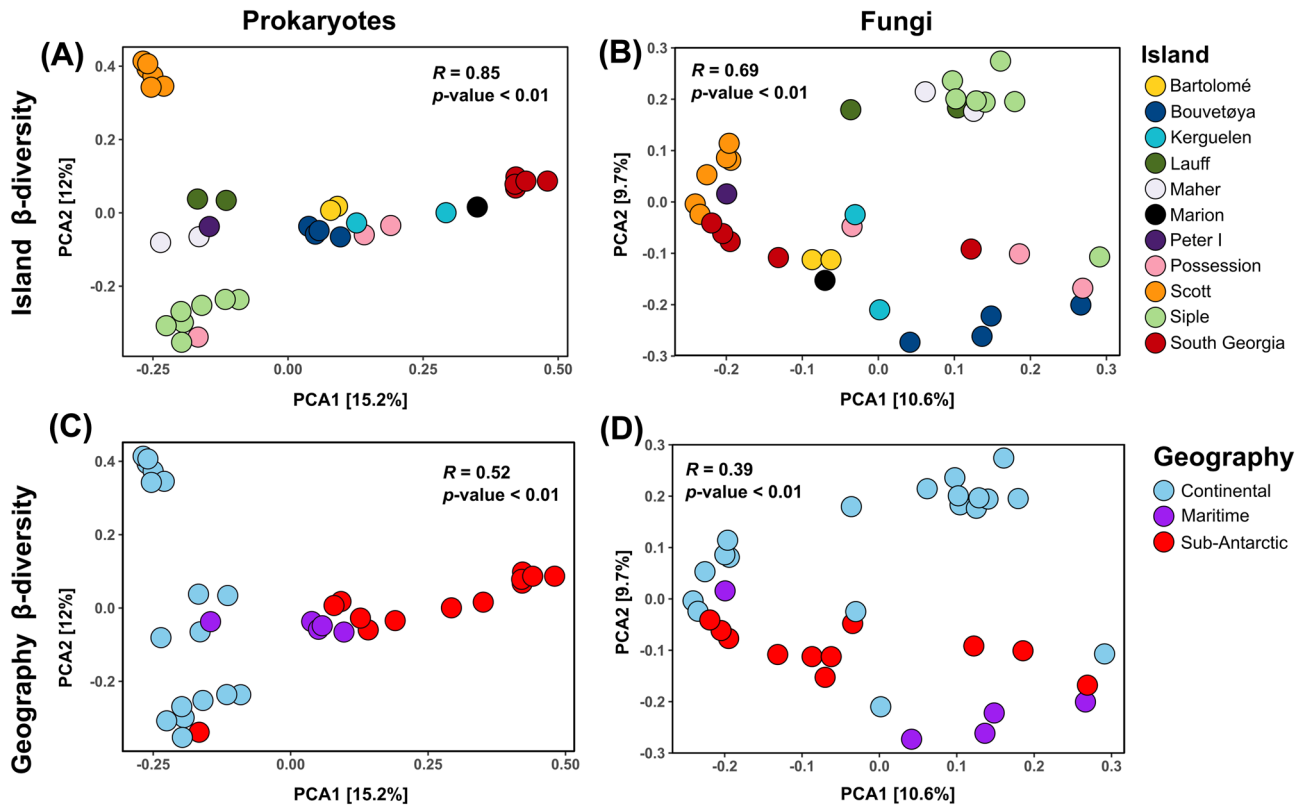 Prokaryotes
Fungi
(A)
Island β-diversity
PCA2 [12%]
0.4
0.2
0.0
-0.2
R = 0.85
p-value < 0.01
-0.25
0.00
0.25
0.50
PCA1 [15.2%]
(B)
PCA2 [9.7%]
0.3
0.2
0.1
0.0
-0.1
-0.2
-0.3
R = 0.69
p-value < 0.01
-0.2
-0.1
0.0
0.1
0.2
0.3
PCA1 [10.6%]
Island
Bartolomé
Bouvetøya
Kerguelen
Lauff
Maher
Marion
Peter I
Possession
Scott
Siple
South Georgia
(C)
Geography β-diversity
PCA2 [12%]
0.4
0.2
0.0
-0.2
R = 0.52
p-value < 0.01
-0.25
0.00
0.25
0.50
PCA1 [15.2%]
(D)
PCA2 [9.7%]
0.3
0.2
0.1
0.0
-0.1
-0.2
-0.3
R = 0.39
p-value < 0.01
-0.2
-0.1
0.0
0.1
0.2
0.3
PCA1 [10.6%]
Geography
Continental
Maritime
Sub-Antarctic